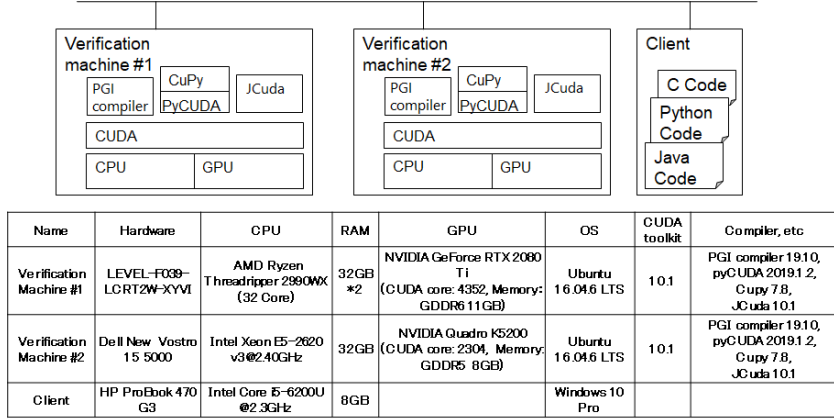 Verification
machine #1
PGI
compiler
CuPy
PyCUDA
JCuda
CUDA
CPU
GPU
Verification
machine #2
PGI
compiler
CuPy
PyCUDA
JCuda
CUDA
CPU
GPU
Client
C Code
Python
Code
Java
Code
Name
Hardware
CPU
RAM
GPU
OS
CUDA
toolkit
Compiler, etc
Verification
Machine #1
LEVEL-F039-
LCRT2W-XYVI
AMD Ryzen
Threadripper 2990WX
(32 Core)
32GB
*2
NVIDIA GeForce RTX 2080
Ti
(CUDA core: 4352, Memory:
GDDR6 11GB)
Ubuntu
16.04.6 LTS
10.1
PGI compiler 19.10,
pyCUDA 2019.1.2,
Cupy 7.8,
JCuda 10.1
Verification
Machine #2
Dell New Vostro
15 5000
Intel Xeon E5-2620
v3@2.40GHz
32GB
NVIDIA Quadro K5200
(CUDA core: 2304, Memory:
GDDR5 8GB)
Ubuntu
16.04.6 LTS
10.1
PGI compiler 19.10,
pyCUDA 2019.1.2,
Cupy 7.8,
JCuda 10.1
Client
HP ProBook 470
G3
Intel Core i5-6200U
@2.3GHz
8GB
Windows 10
Pro